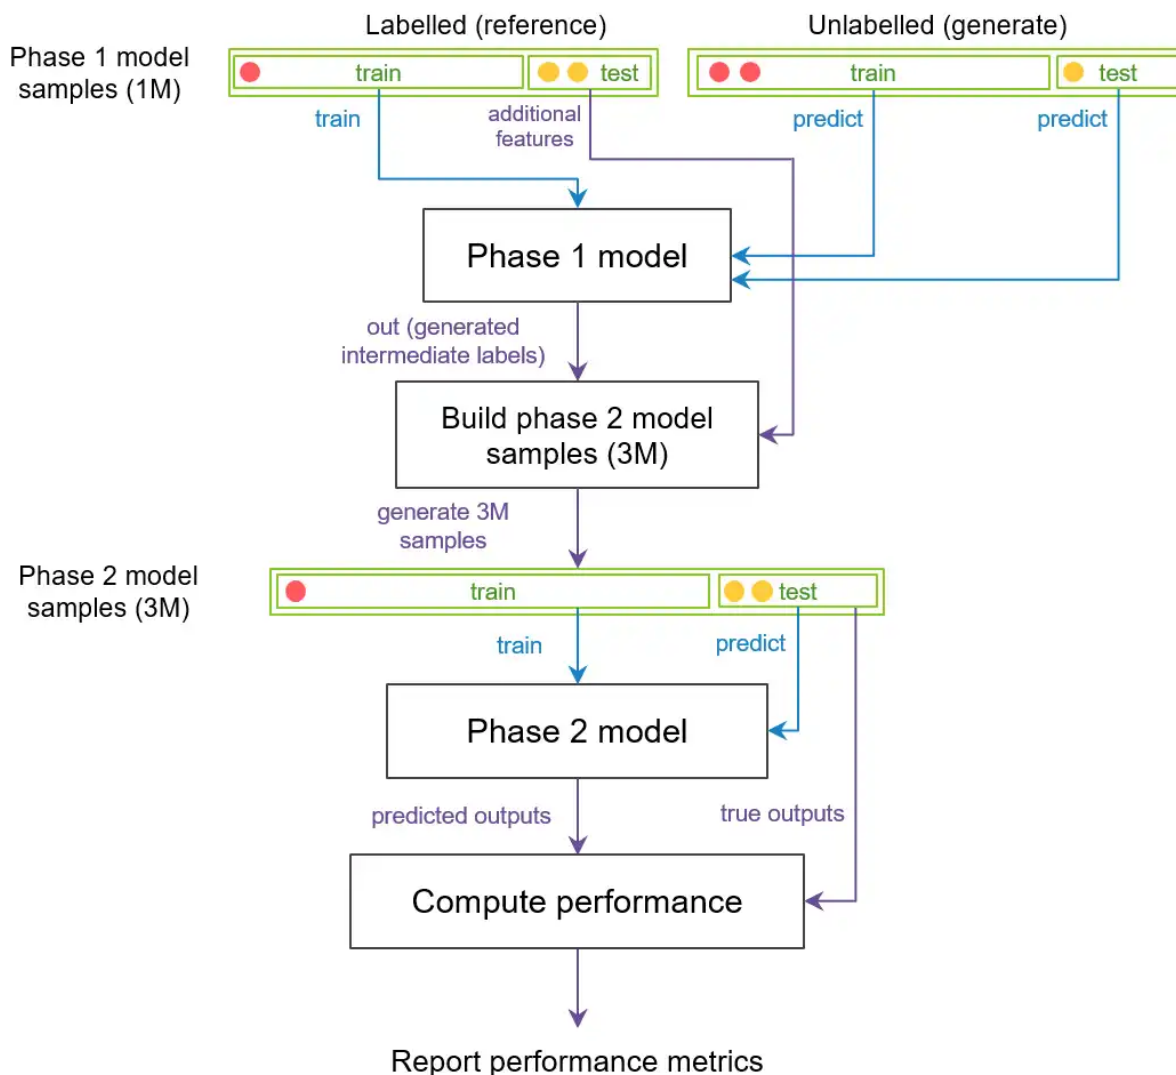 Labelled (reference)
Unlabelled (generate)
Phase 1 model
samples (1M)
train
test
train
test
train
additional
features
predict
predict
Phase 1 model
out (generated
intermediate labels)
Build phase 2 model
samples (3M)
generate 3M
samples
Phase 2 model
samples (3M)
train
test
train
predict
Phase 2 model
predicted outputs
true outputs
Compute performance
Report performance metrics